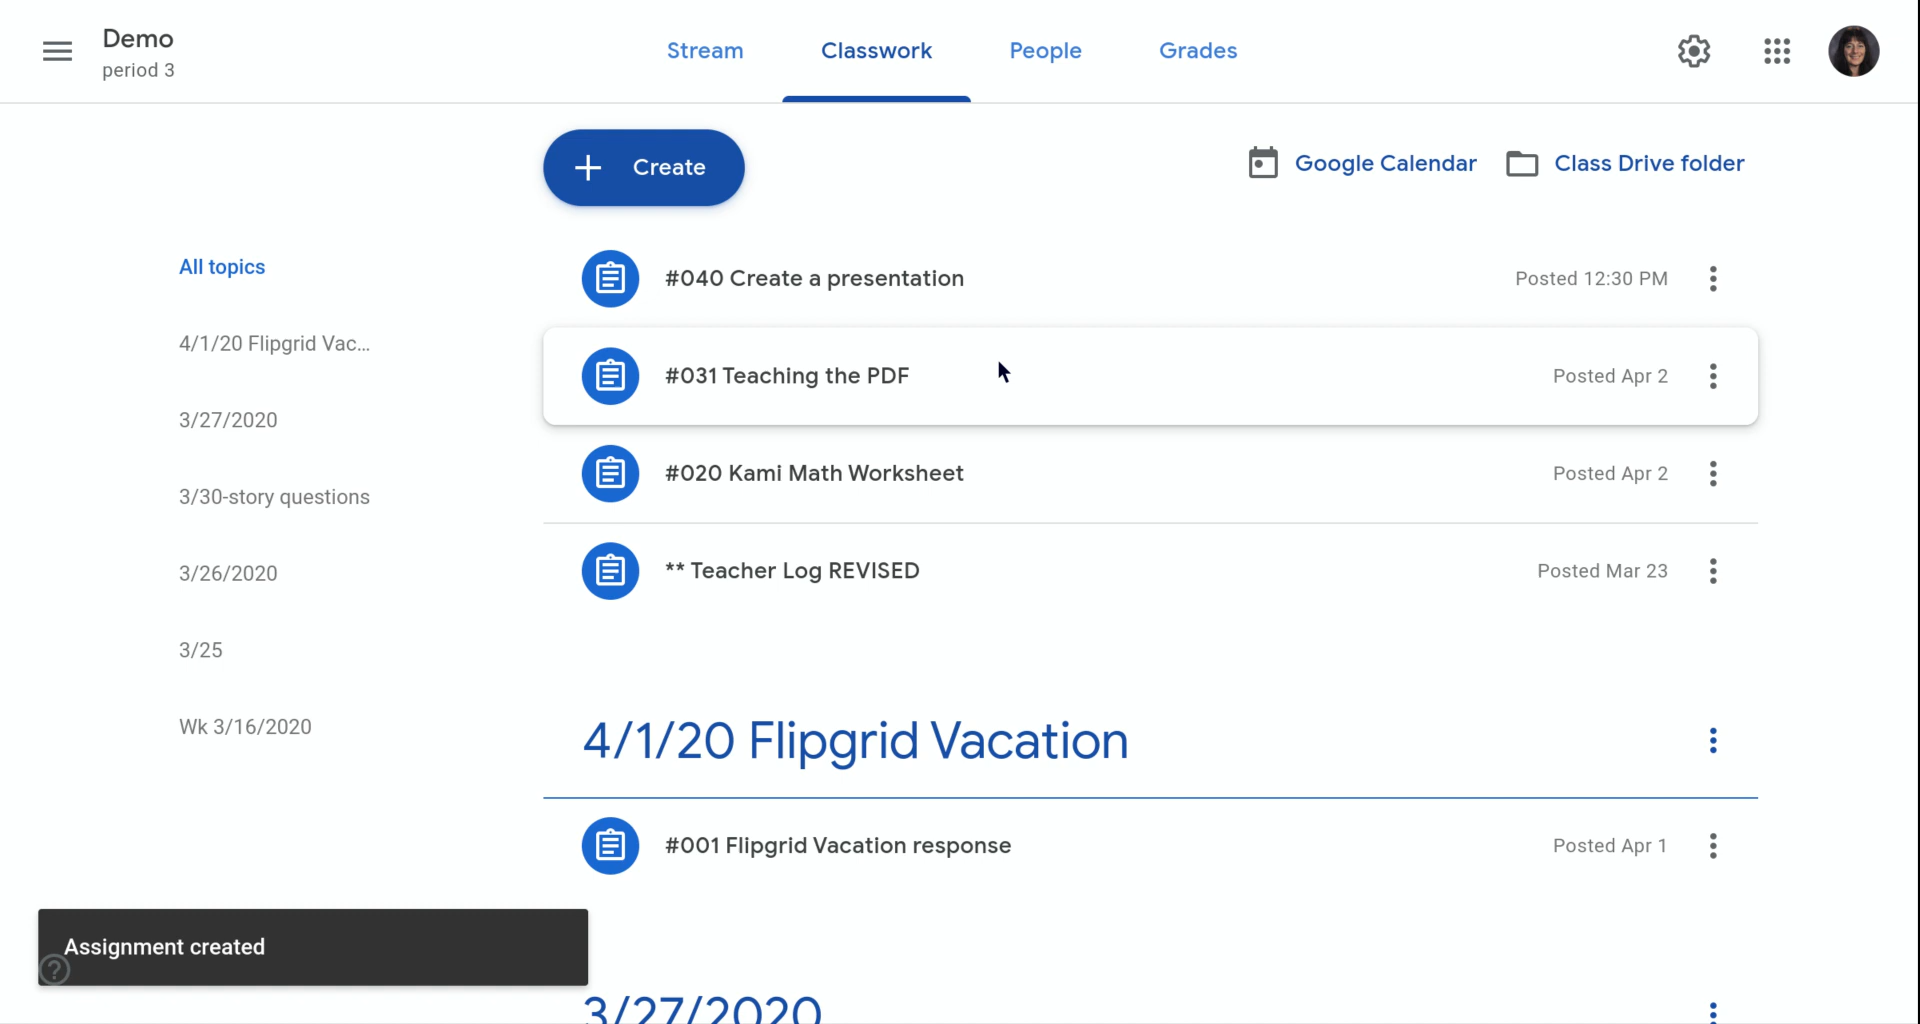 Demo
period 3
Stream
Classwork
People
Grades
Create
Google Calendar
Class Drive folder
All topics
4/1/20 Flipgrid Vac...
3/27/2020
3/30-story questions
3/26/2020
3/25
Wk 3/16/2020
#040 Create a presentation
Posted 12:30 PM
#031 Teaching the PDF
Posted Apr 2
#020 Kami Math Worksheet
Posted Apr 2
** Teacher Log REVISED
Posted Mar 23
4/1/20 Flipgrid Vacation
#001 Flipgrid Vacation response
Posted Apr 1
Assignment created
?
3/27/2020